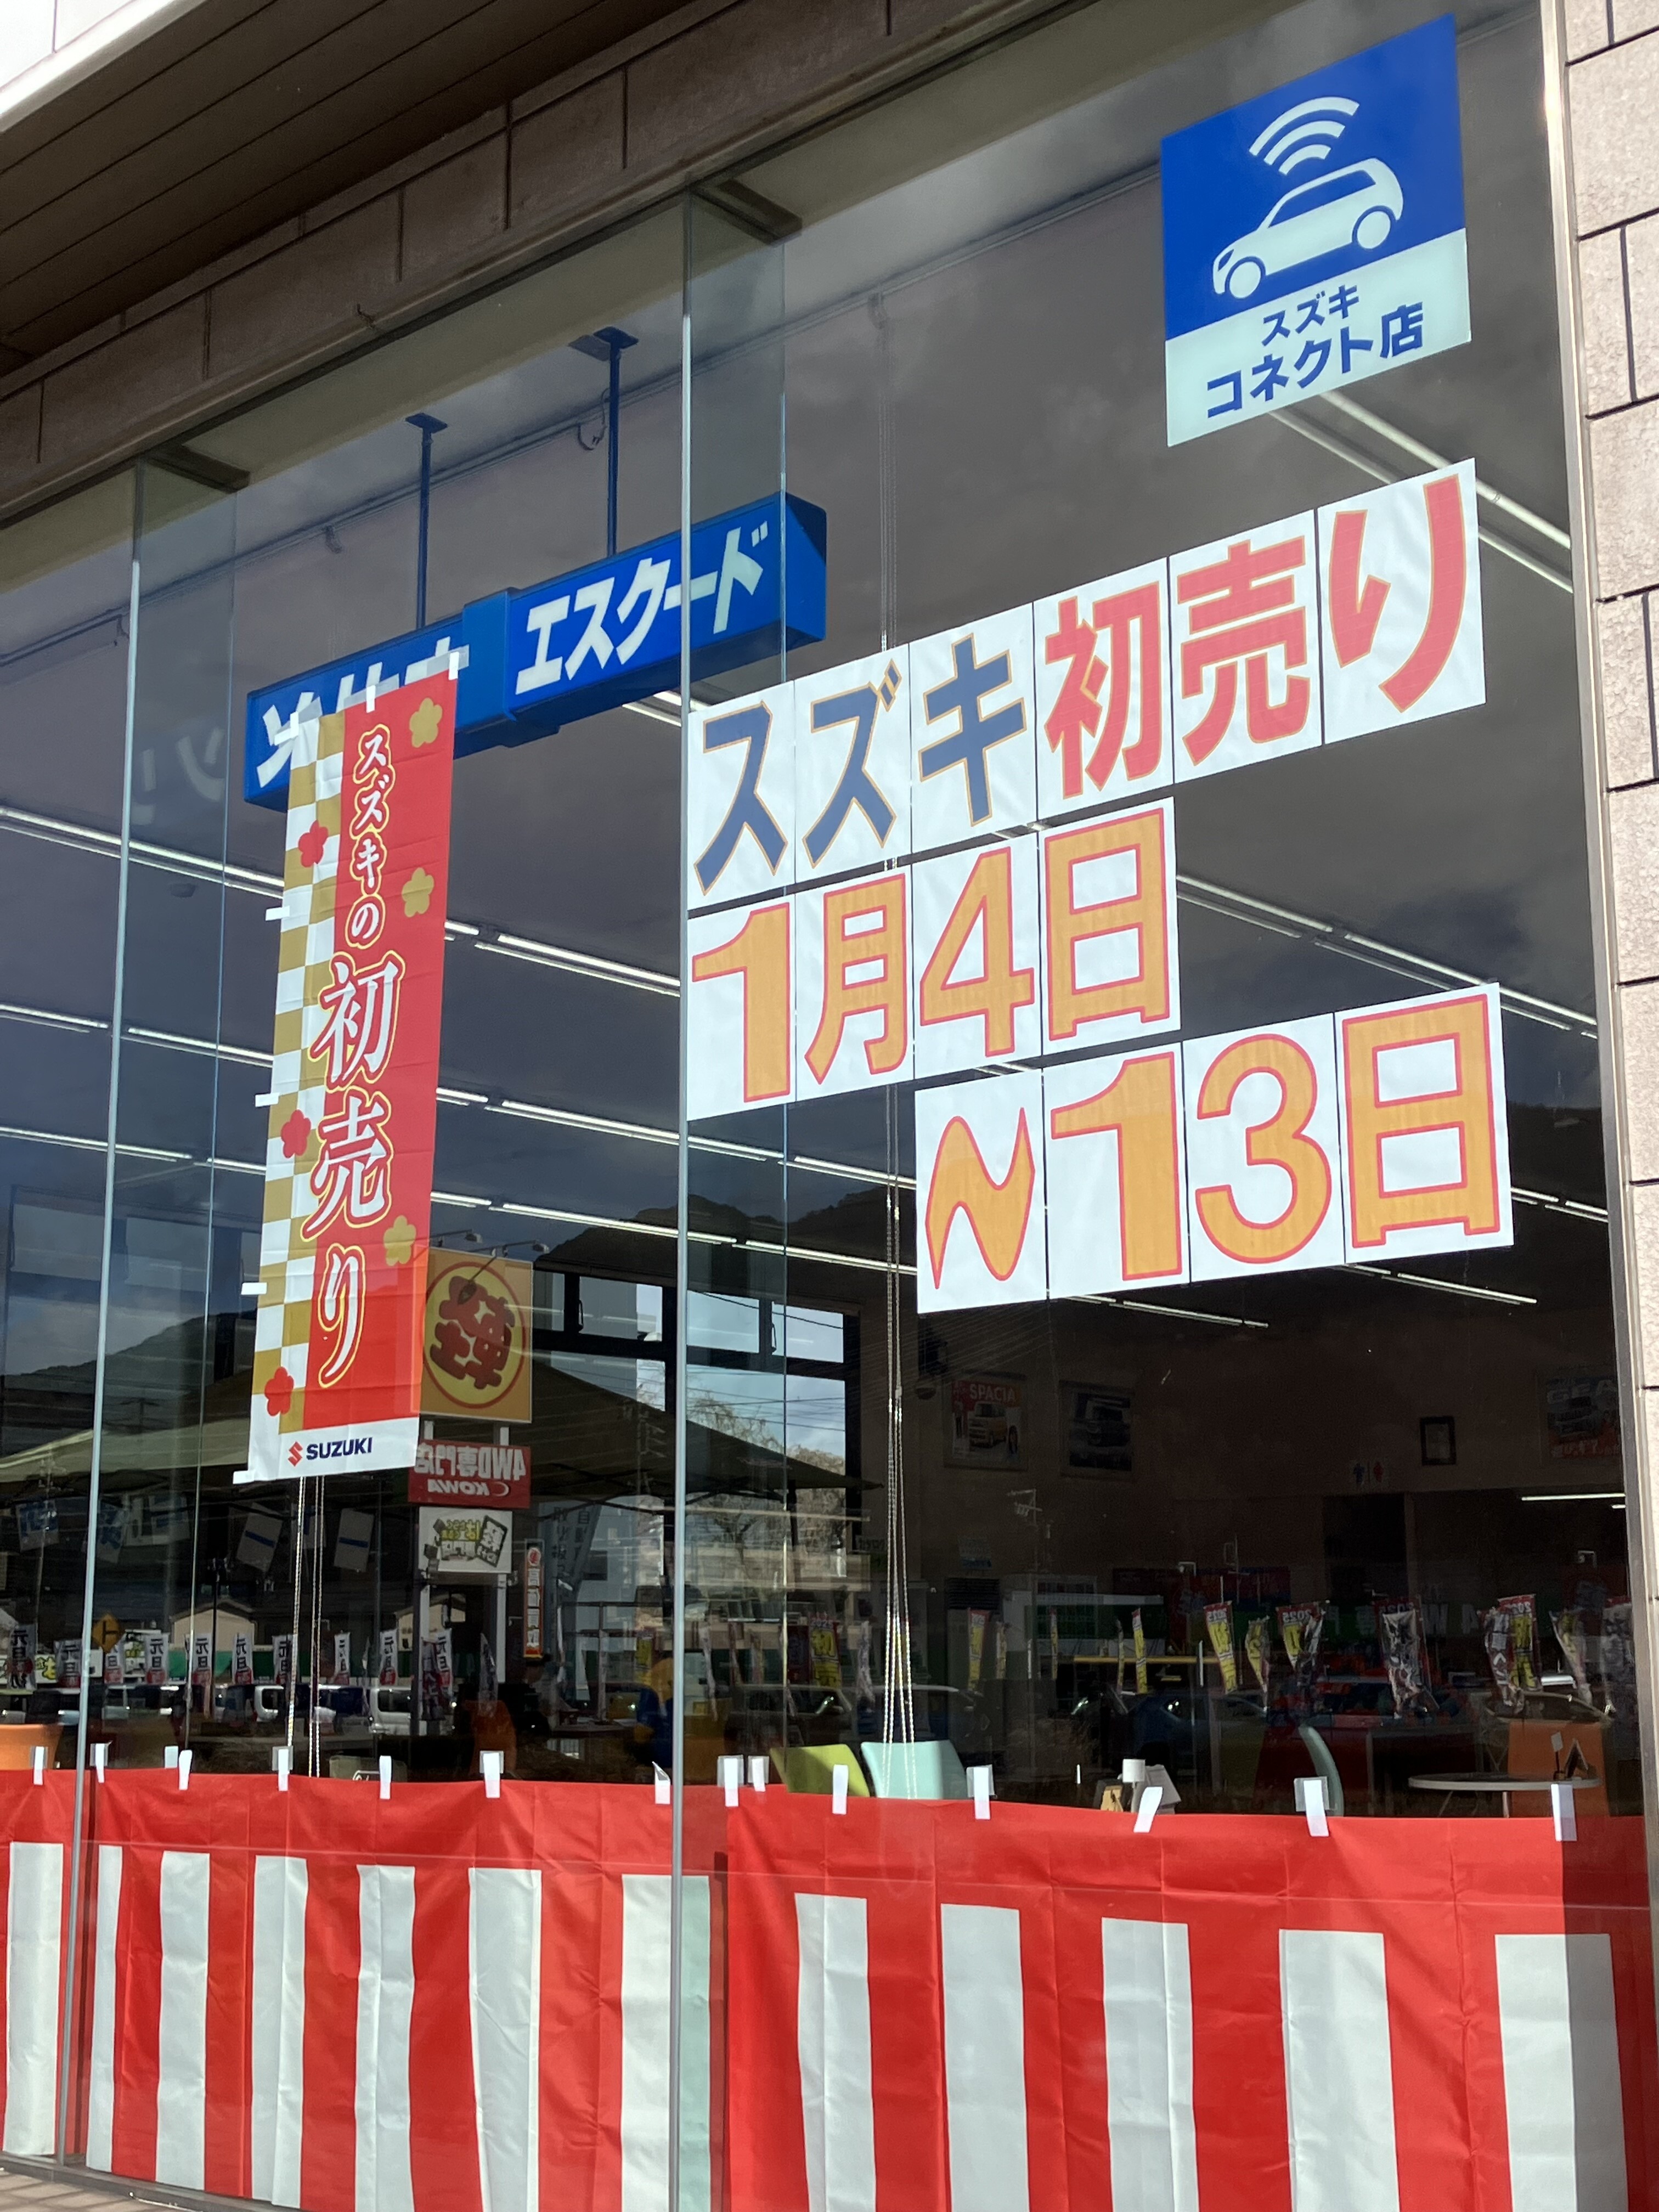 スズキ
コネクト店
エスクード
スズキ初売り
1月4日
～13日
スズキの初売り
SUZUKI
4WD専門店
KOWA
SPACIA